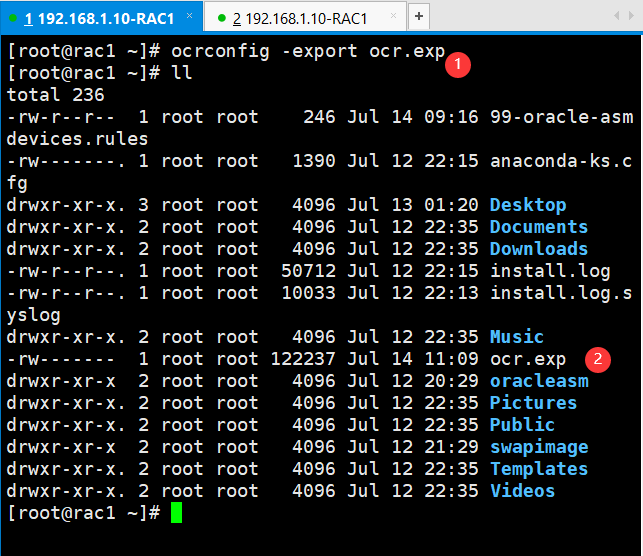 1 192.168.1.10-RAC1 × 2 192.168.1.10-RAC1 × +
[root@rac1 ~]# ocrconfig -export ocr.exp
1
[root@rac1 ~]# ll
total 236
-rw-r--r--  1 root root    246 Jul 14 09:16 99-oracle-asm
devices.rules
-rw-------. 1 root root   1390 Jul 12 22:15 anaconda-ks.c
fg
drwxr-xr-x. 3 root root   4096 Jul 13 01:20 Desktop
drwxr-xr-x. 2 root root   4096 Jul 12 22:35 Documents
drwxr-xr-x. 2 root root   4096 Jul 12 22:35 Downloads
-rw-r--r--. 1 root root  50712 Jul 12 22:15 install.log
-rw-r--r--. 1 root root  10033 Jul 12 22:13 install.log.s
yslog
drwxr-xr-x. 2 root root   4096 Jul 12 22:35 Music
-rw-------  1 root root 122237 Jul 14 11:09 ocr.exp 2
drwxr-xr-x  2 root root   4096 Jul 12 20:29 oracleasm
drwxr-xr-x. 2 root root   4096 Jul 12 22:35 Pictures
drwxr-xr-x. 2 root root   4096 Jul 12 22:35 Public
drwxr-xr-x  2 root root   4096 Jul 12 21:29 swapimage
drwxr-xr-x. 2 root root   4096 Jul 12 22:35 Templates
drwxr-xr-x. 2 root root   4096 Jul 12 22:35 Videos
[root@rac1 ~]#